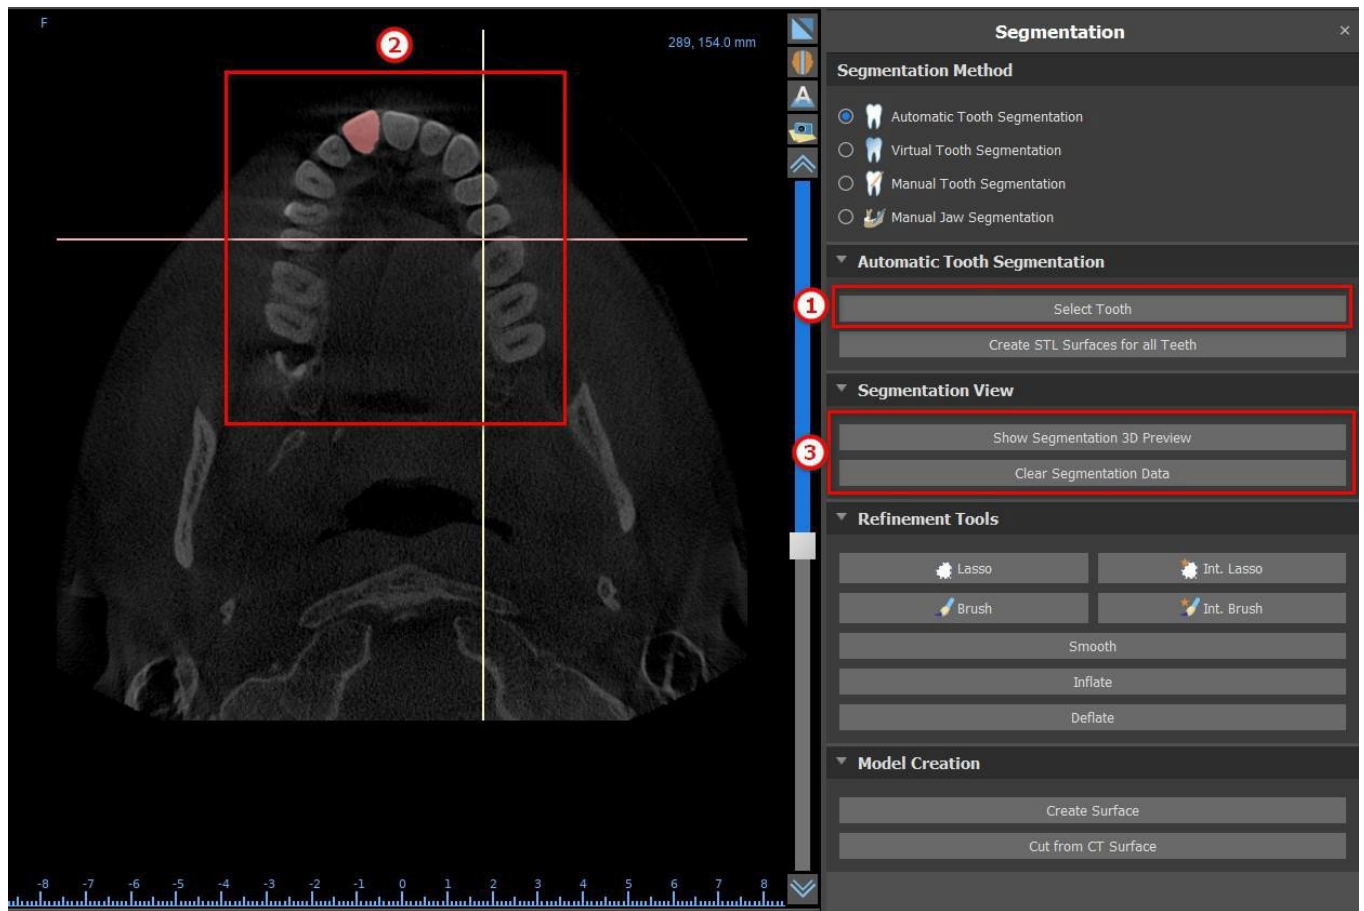 F
2
289, 154.0 mm
A
-8 -7 -6 -5 -4 -3 -2 -1 0 1 2 3 4 5 6 7 8
Segmentation ×
Segmentation Method
Automatic Tooth Segmentation
Virtual Tooth Segmentation
Manual Tooth Segmentation
Manual Jaw Segmentation
Automatic Tooth Segmentation
1
Select Tooth
Create STL Surfaces for all Teeth
Segmentation View
Show Segmentation 3D Preview
3
Clear Segmentation Data
Refinement Tools
Lasso Int. Lasso
Brush Int. Brush
Smooth
Inflate
Deflate
Model Creation
Create Surface
Cut from CT Surface